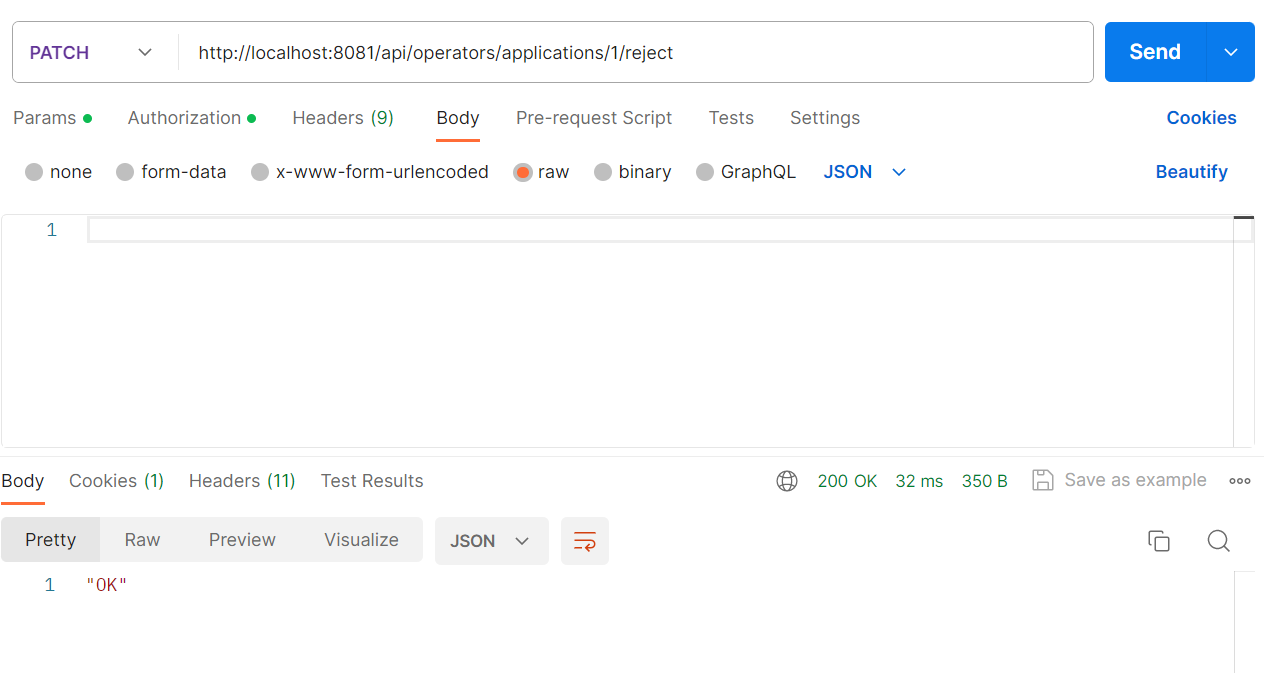 PATCH http://localhost:8081/api/operators/applications/1/reject Send
Params Authorization Headers (9) Body Pre-request Script Tests Settings Cookies
none form-data x-www-form-urlencoded raw binary GraphQL JSON Beautify
1
Body Cookies (1) Headers (11) Test Results 200 OK 32 ms 350 B Save as example
Pretty Raw Preview Visualize JSON
1 "OK"